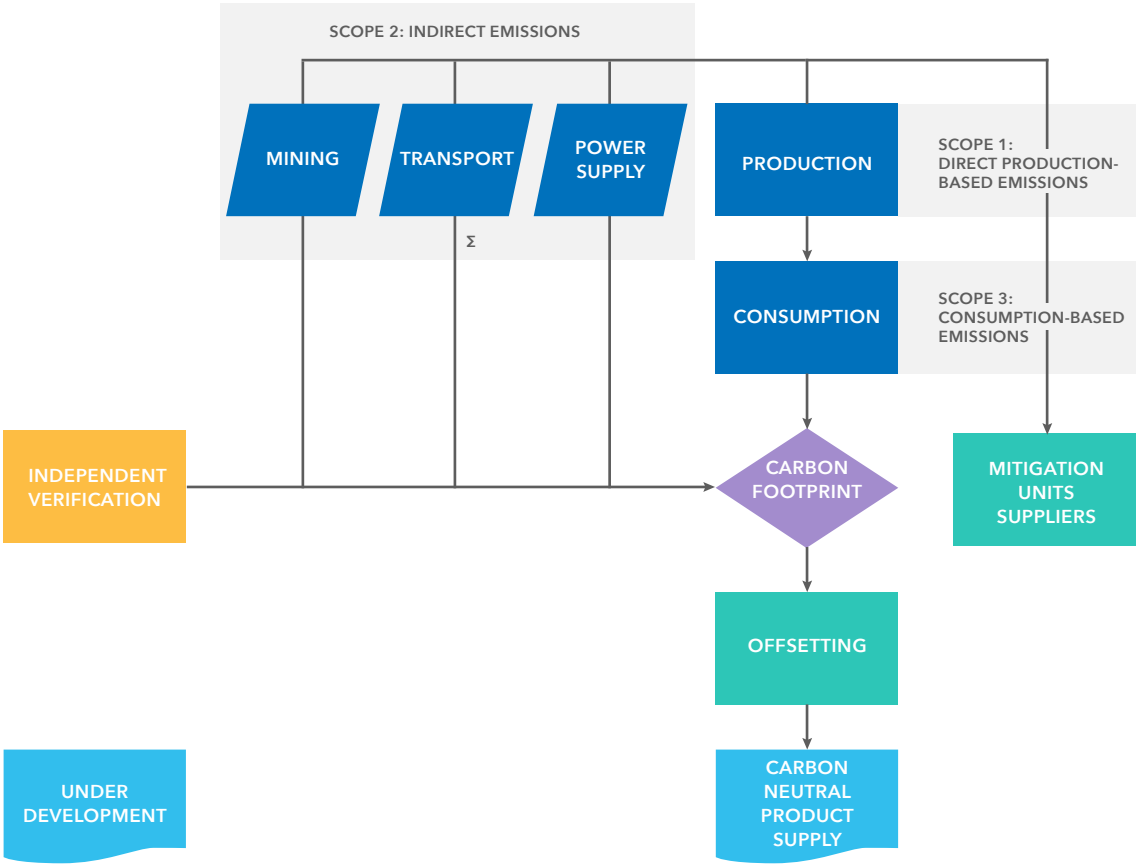 SCOPE 2: INDIRECT EMISSIONS
MINING
TRANSPORT
POWER
SUPPLY
PRODUCTION
SCOPE 1:
DIRECT PRODUCTION-
BASED EMISSIONS
Σ
CONSUMPTION
SCOPE 3:
CONSUMPTION-BASED
EMISSIONS
INDEPENDENT
VERIFICATION
CARBON
FOOTPRINT
MITIGATION
UNITS
SUPPLIERS
OFFSETTING
UNDER
DEVELOPMENT
CARBON
NEUTRAL
PRODUCT
SUPPLY